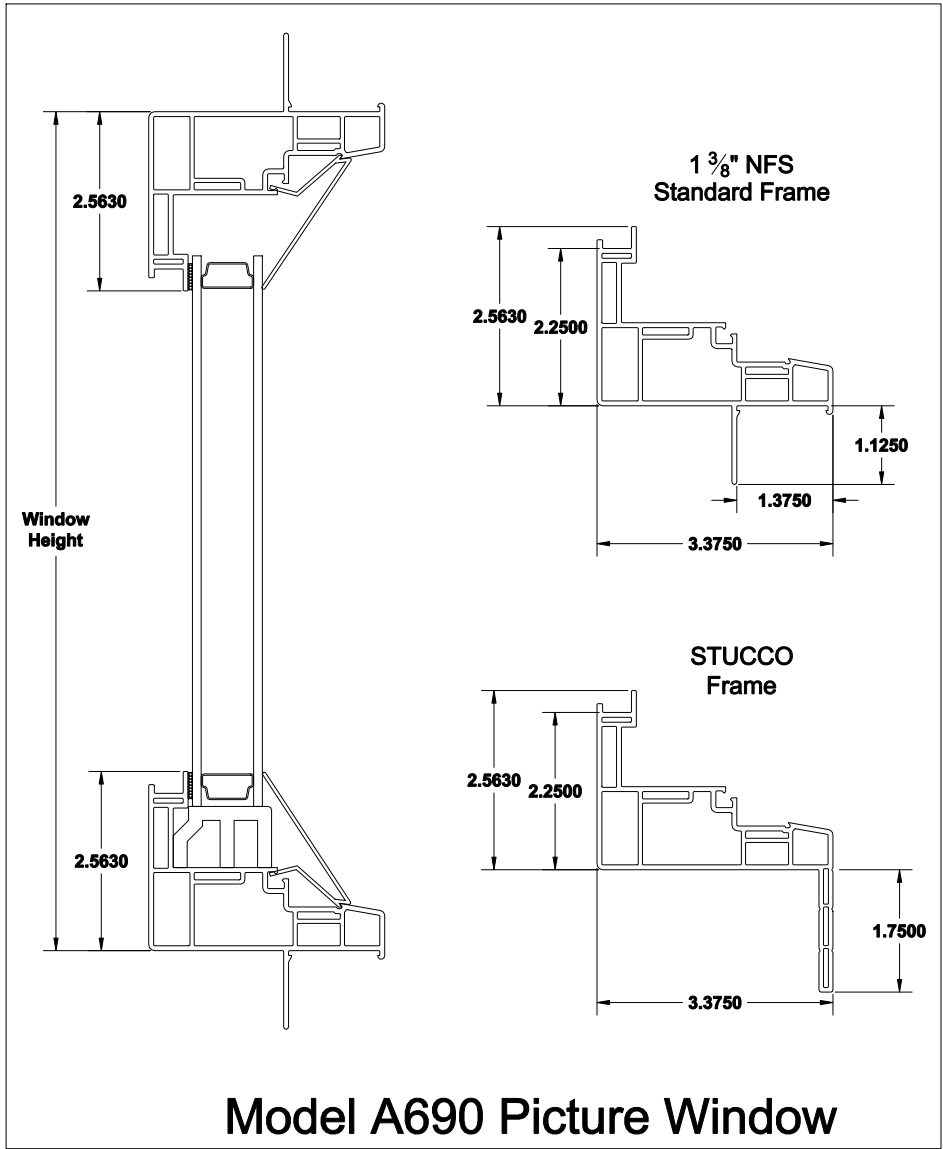 2.5630
Window
Height
2.5630
1 3⁄8" NFS
Standard Frame
2.5630
2.2500
1.1250
1.3750
3.3750
STUCCO
Frame
2.5630
2.2500
1.7500
3.3750
Model A690 Picture Window